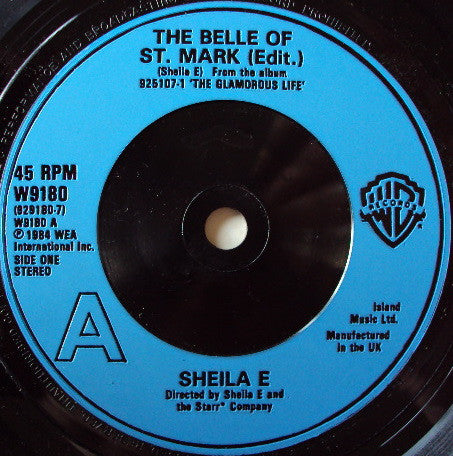 THE BELLE OF
ST. MARK (Edit.)
(Sheila E) From the album
925107-1 'THE GLAMOROUS LIFE'
45 RPM
W9180
(929180-7)
W9180 A
℗ 1984 WEA
International Inc.
SIDE ONE
STEREO
A
WB
RECORDS
Island
Music Ltd.
Manufactured
in the UK
SHEILA E
Directed by Sheila E and
the Starr* Company